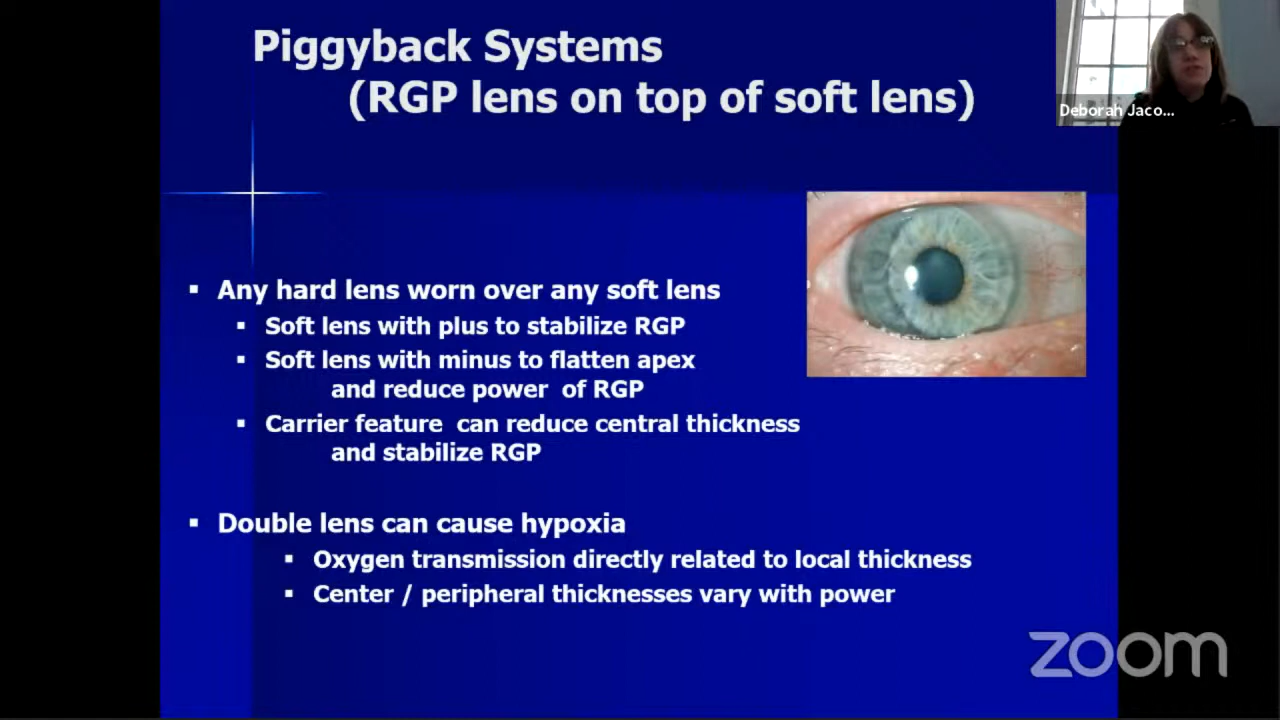 Piggyback Systems
(RGP lens on top of soft lens)
Deborah Jaco...
▪ Any hard lens worn over any soft lens
▪ Soft lens with plus to stabilize RGP
▪ Soft lens with minus to flatten apex
and reduce power of RGP
▪ Carrier feature can reduce central thickness
and stabilize RGP
▪ Double lens can cause hypoxia
▪ Oxygen transmission directly related to local thickness
▪ Center / peripheral thicknesses vary with power
zoom